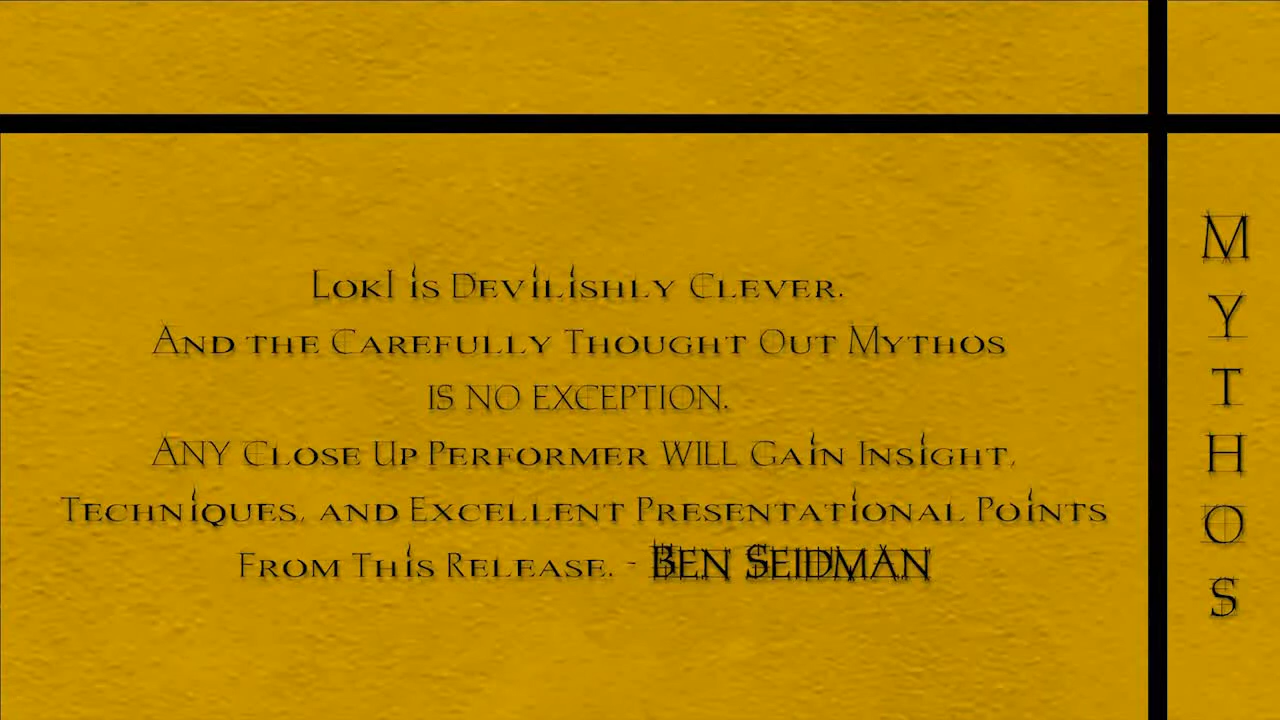 LokI is Devilishly Clever.
And the Carefully Thought Out Mythos
IS NO EXCEPTION.
ANY Close Up Performer WILL Gain Insight,
Techniques, and Excellent Presentational Points
From This Release. - Ben Seidman
MYTHOS